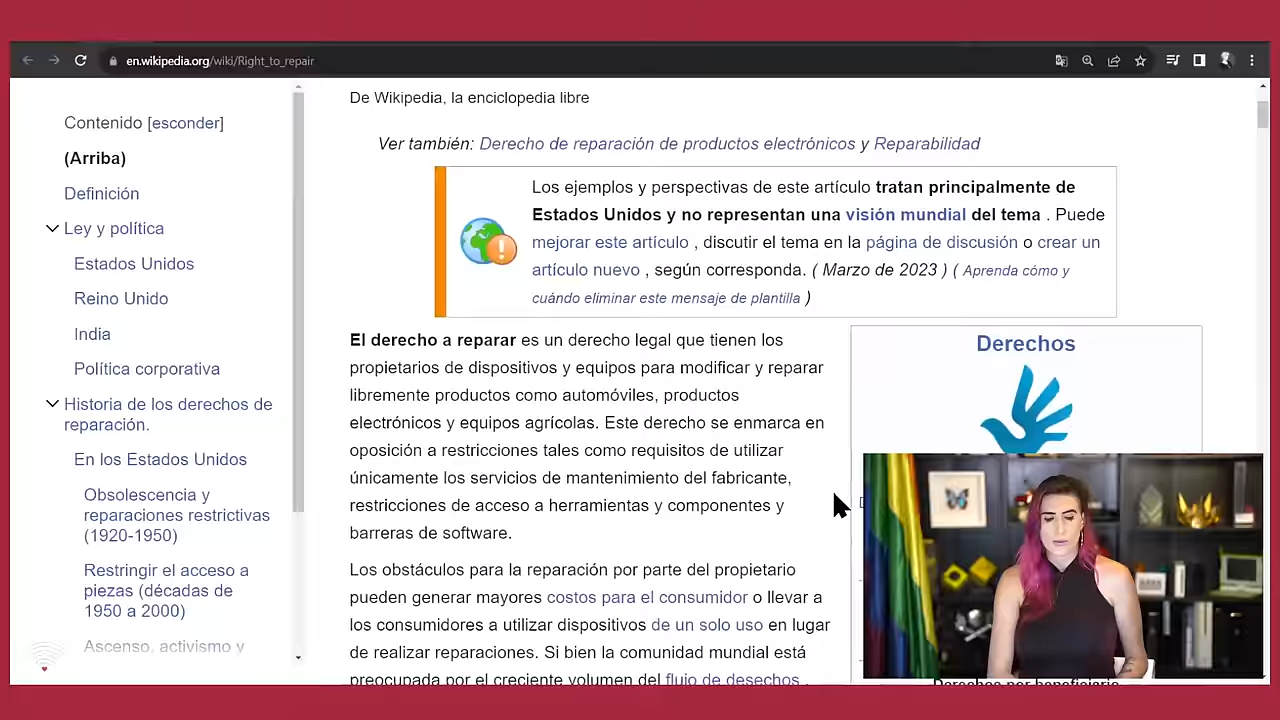 en.wikipedia.org/wiki/Right_to_repair
Contenido [esconder]
(Arriba)
Definición
Ley y política
Estados Unidos
Reino Unido
India
Política corporativa
Historia de los derechos de
reparación.
En los Estados Unidos
Obsolescencia y
reparaciones restrictivas
(1920-1950)
Restringir el acceso a
piezas (décadas de
1950 a 2000)
Ascenso, activismo y
De Wikipedia, la enciclopedia libre
Ver también: Derecho de reparación de productos electrónicos y Reparabilidad
Los ejemplos y perspectivas de este artículo tratan principalmente de
Estados Unidos y no representan una visión mundial del tema . Puede
mejorar este artículo , discutir el tema en la página de discusión o crear un
artículo nuevo , según corresponda. ( Marzo de 2023 ) ( Aprenda cómo y
cuándo eliminar este mensaje de plantilla )
El derecho a reparar es un derecho legal que tienen los
propietarios de dispositivos y equipos para modificar y reparar
libremente productos como automóviles, productos
electrónicos y equipos agrícolas. Este derecho se enmarca en
oposición a restricciones tales como requisitos de utilizar
únicamente los servicios de mantenimiento del fabricante,
restricciones de acceso a herramientas y componentes y
barreras de software.
Los obstáculos para la reparación por parte del propietario
pueden generar mayores costos para el consumidor o llevar a
los consumidores a utilizar dispositivos de un solo uso en lugar
de realizar reparaciones. Si bien la comunidad mundial está
preocupada por el creciente volumen del flujo de desechos .
Derechos
Derechos por beneficiario